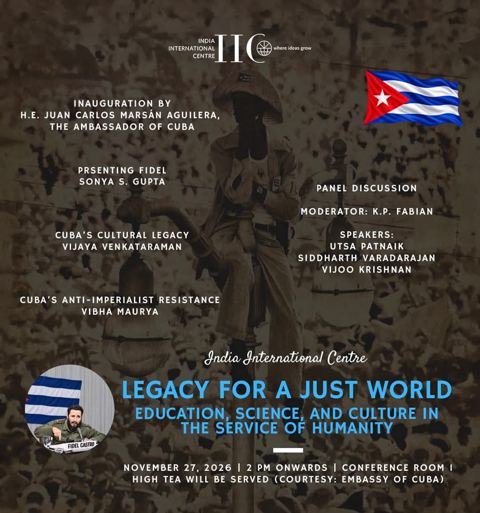 INDIA
INTERNATIONAL
CENTRE
IIC
where ideas grow
INAUGURATION BY
H.E. JUAN CARLOS MARSÁN AGUILERA,
THE AMBASSADOR OF CUBA
PRSENTING FIDEL
SONYA S. GUPTA
CUBA'S CULTURAL LEGACY
VIJAYA VENKATARAMAN
CUBA'S ANTI-IMPERIALIST RESISTANCE
VIBHA MAURYA
PANEL DISCUSSION
MODERATOR: K.P. FABIAN
SPEAKERS:
UTSA PATNAIK
SIDDHARTH VARADARAJAN
VIJOO KRISHNAN
India International Centre
LEGACY FOR A JUST WORLD
EDUCATION, SCIENCE, AND CULTURE IN
THE SERVICE OF HUMANITY
FIDEL CASTRO
NOVEMBER 27, 2026 | 2 PM ONWARDS | CONFERENCE ROOM I
HIGH TEA WILL BE SERVED (COURTESY: EMBASSY OF CUBA)